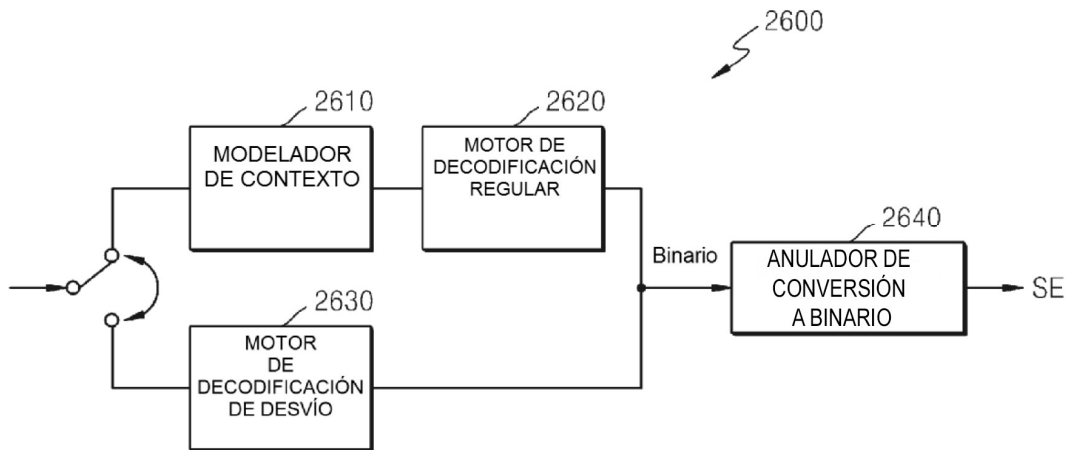 2600
2610
MODELADOR
DE CONTEXTO
2620
MOTOR DE
DECODIFICACIÓN
REGULAR
2630
MOTOR
DE
DECODIFICACIÓN
DE DESVÍO
Binario
2640
ANULADOR DE
CONVERSIÓN
A BINARIO
SE